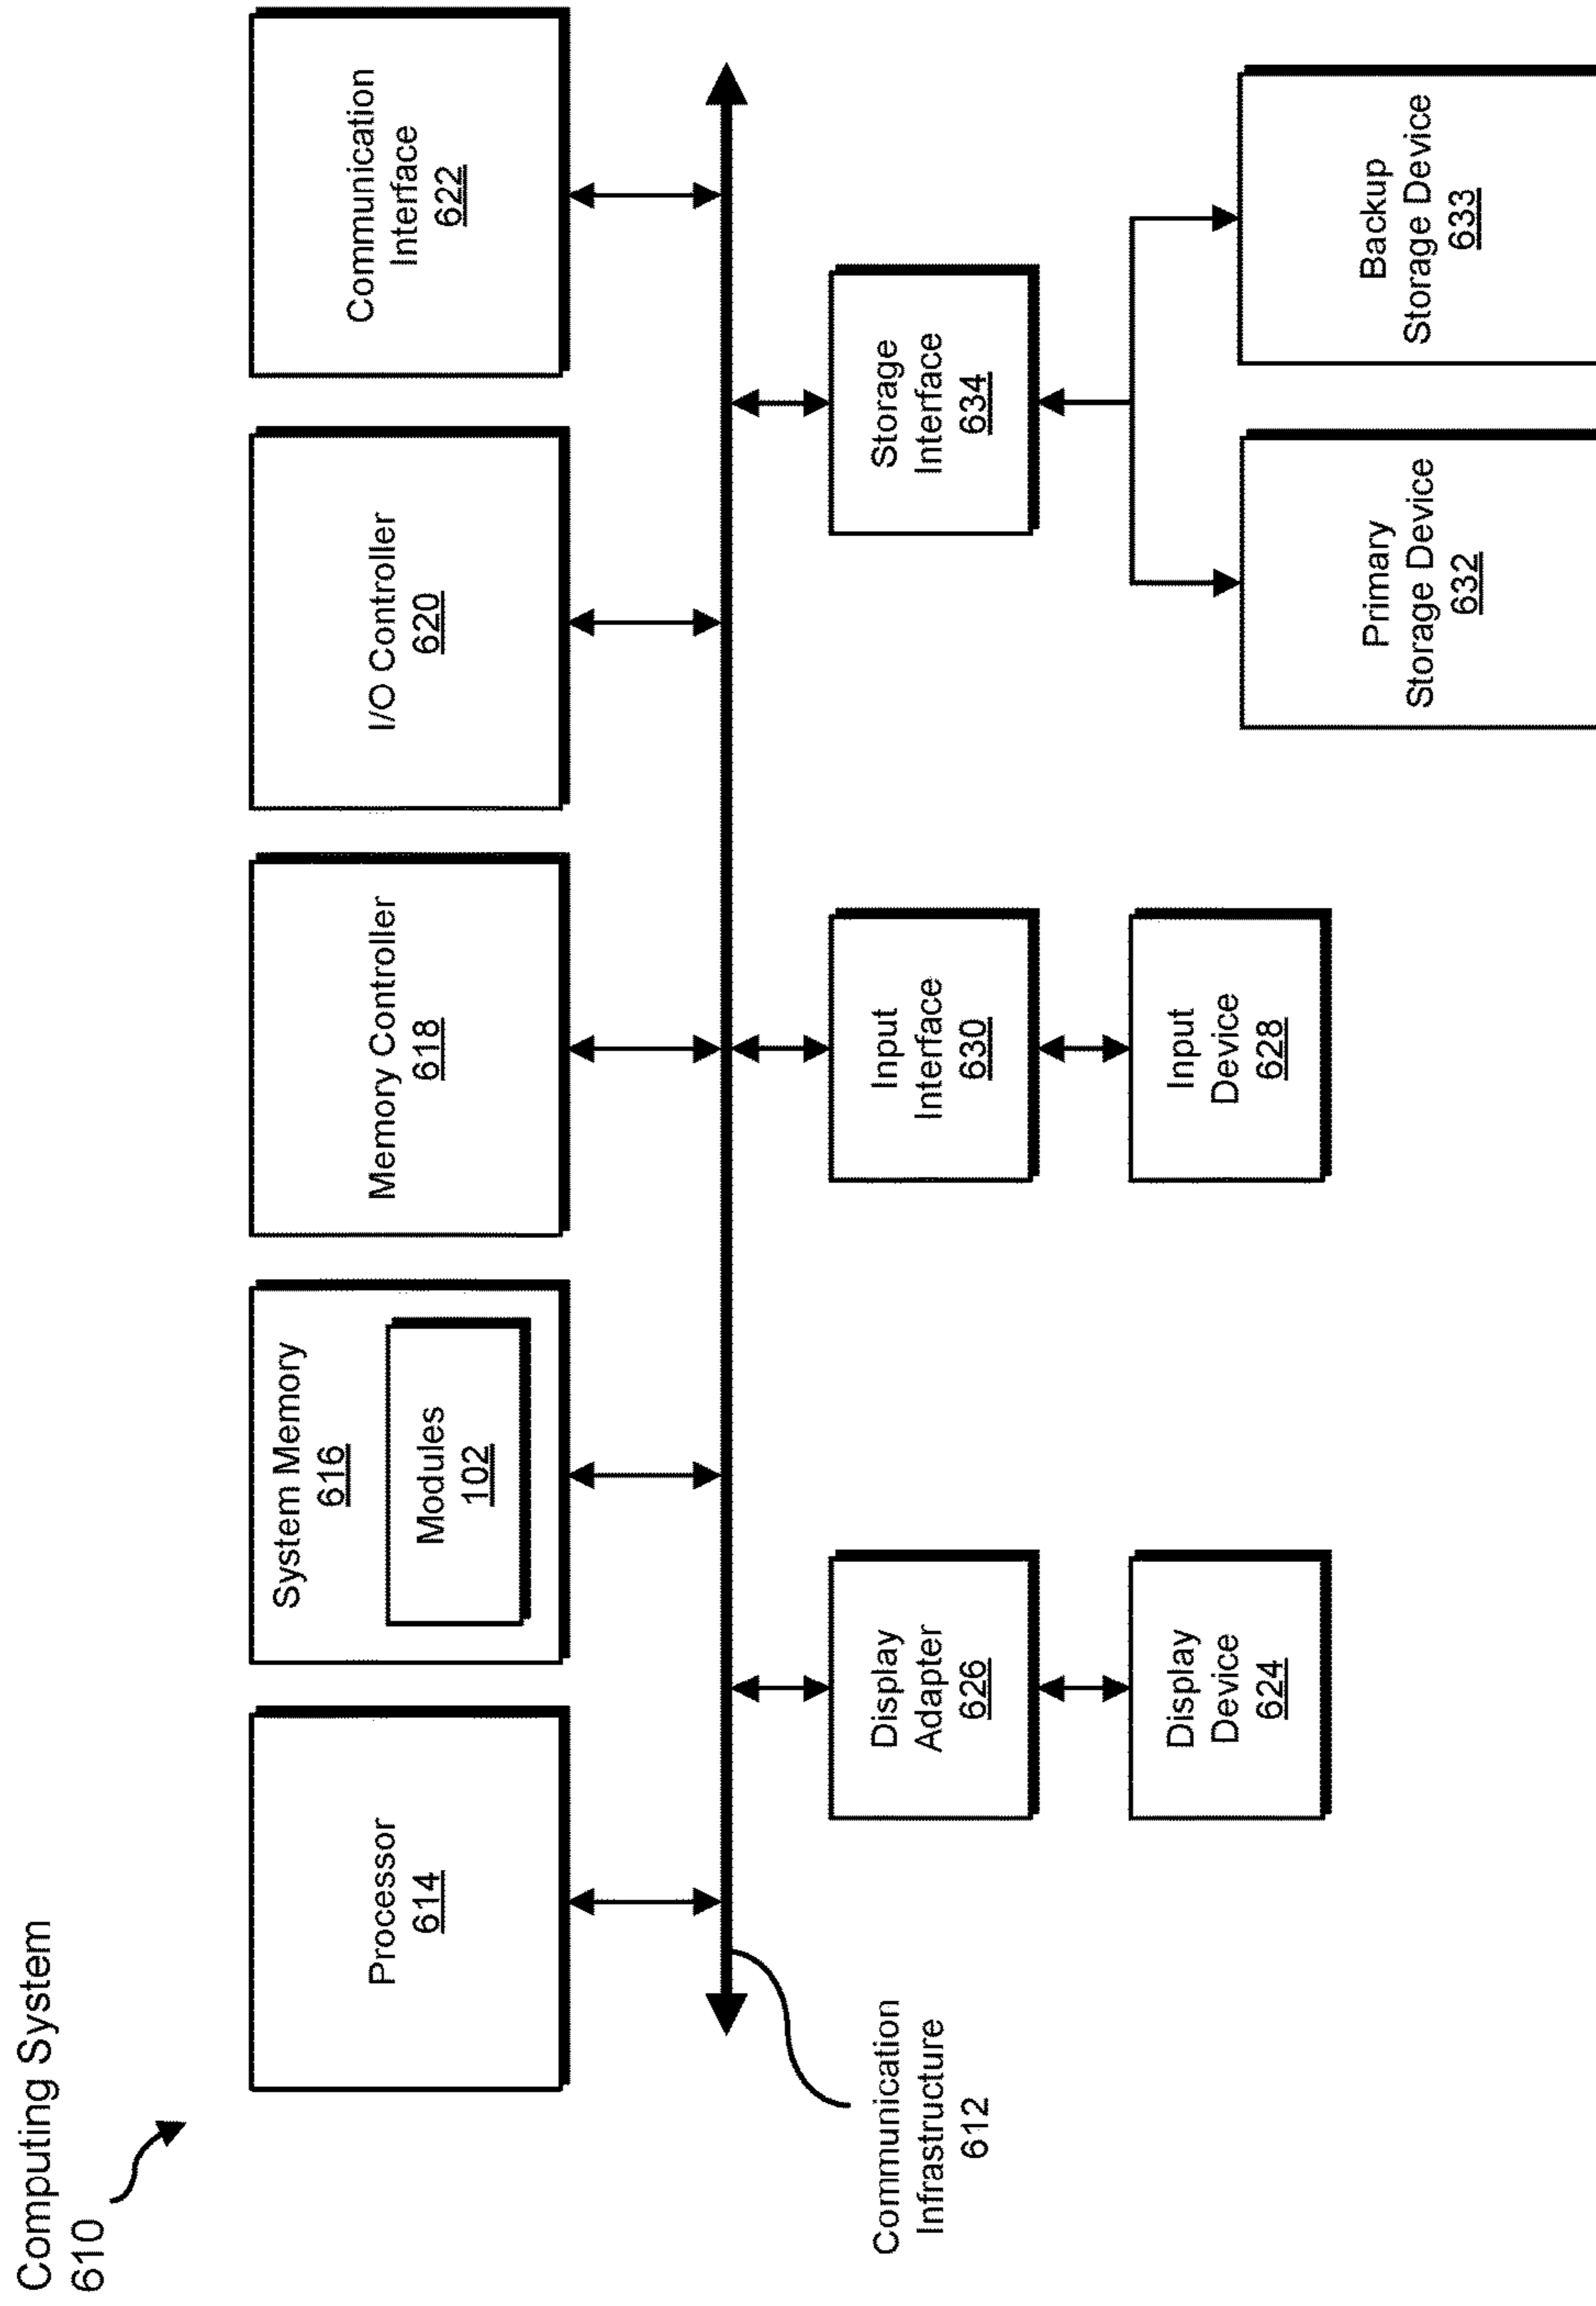 Computing System
610
Processor
614
System Memory
616
Modules
102
Memory Controller
618
I/O Controller
620
Communication
Interface
622
Communication
Infrastructure
612
Display
Adapter
626
Input
Interface
630
Storage
Interface
634
Display
Device
624
Input
Device
628
Primary
Storage Device
632
Backup
Storage Device
633